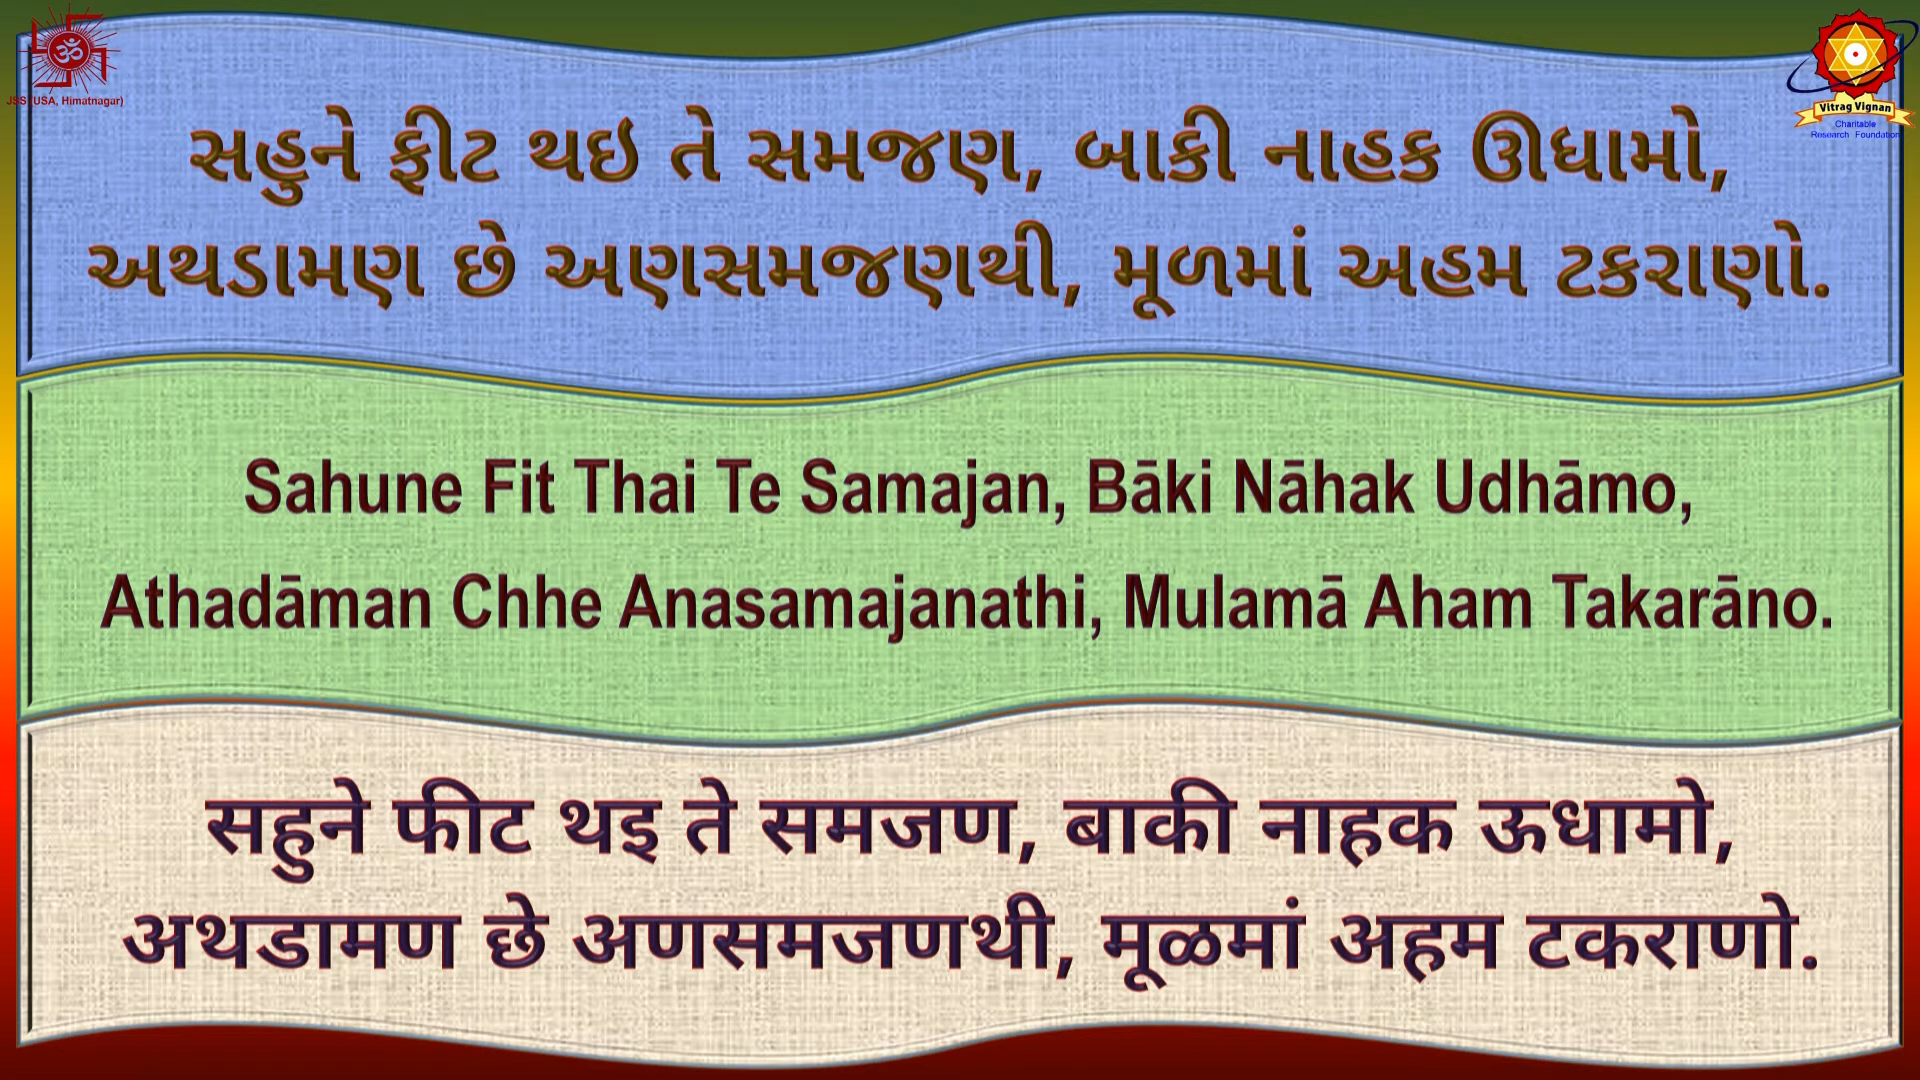 JSS (USA, Himatnagar)
Vitrag Vignan
Charitable
Research Foundation
સહુને ફીટ થઇ તે સમજણ, બાકી નાહક ઊધામો,
અથડામણ છે અણસમજણથી, મૂળમાં અહમ ટકરાણો.
Sahune Fit Thai Te Samajan, Bāki Nāhak Udhāmo,
Athadāman Chhe Anasamajanathi, Mulamā Aham Takarāno.
सहुने फीट थइ ते समजण, बाकी नाहक ऊधामो,
अथडामण छे अणसमजणथी, मूळमां अहम टकराणो.